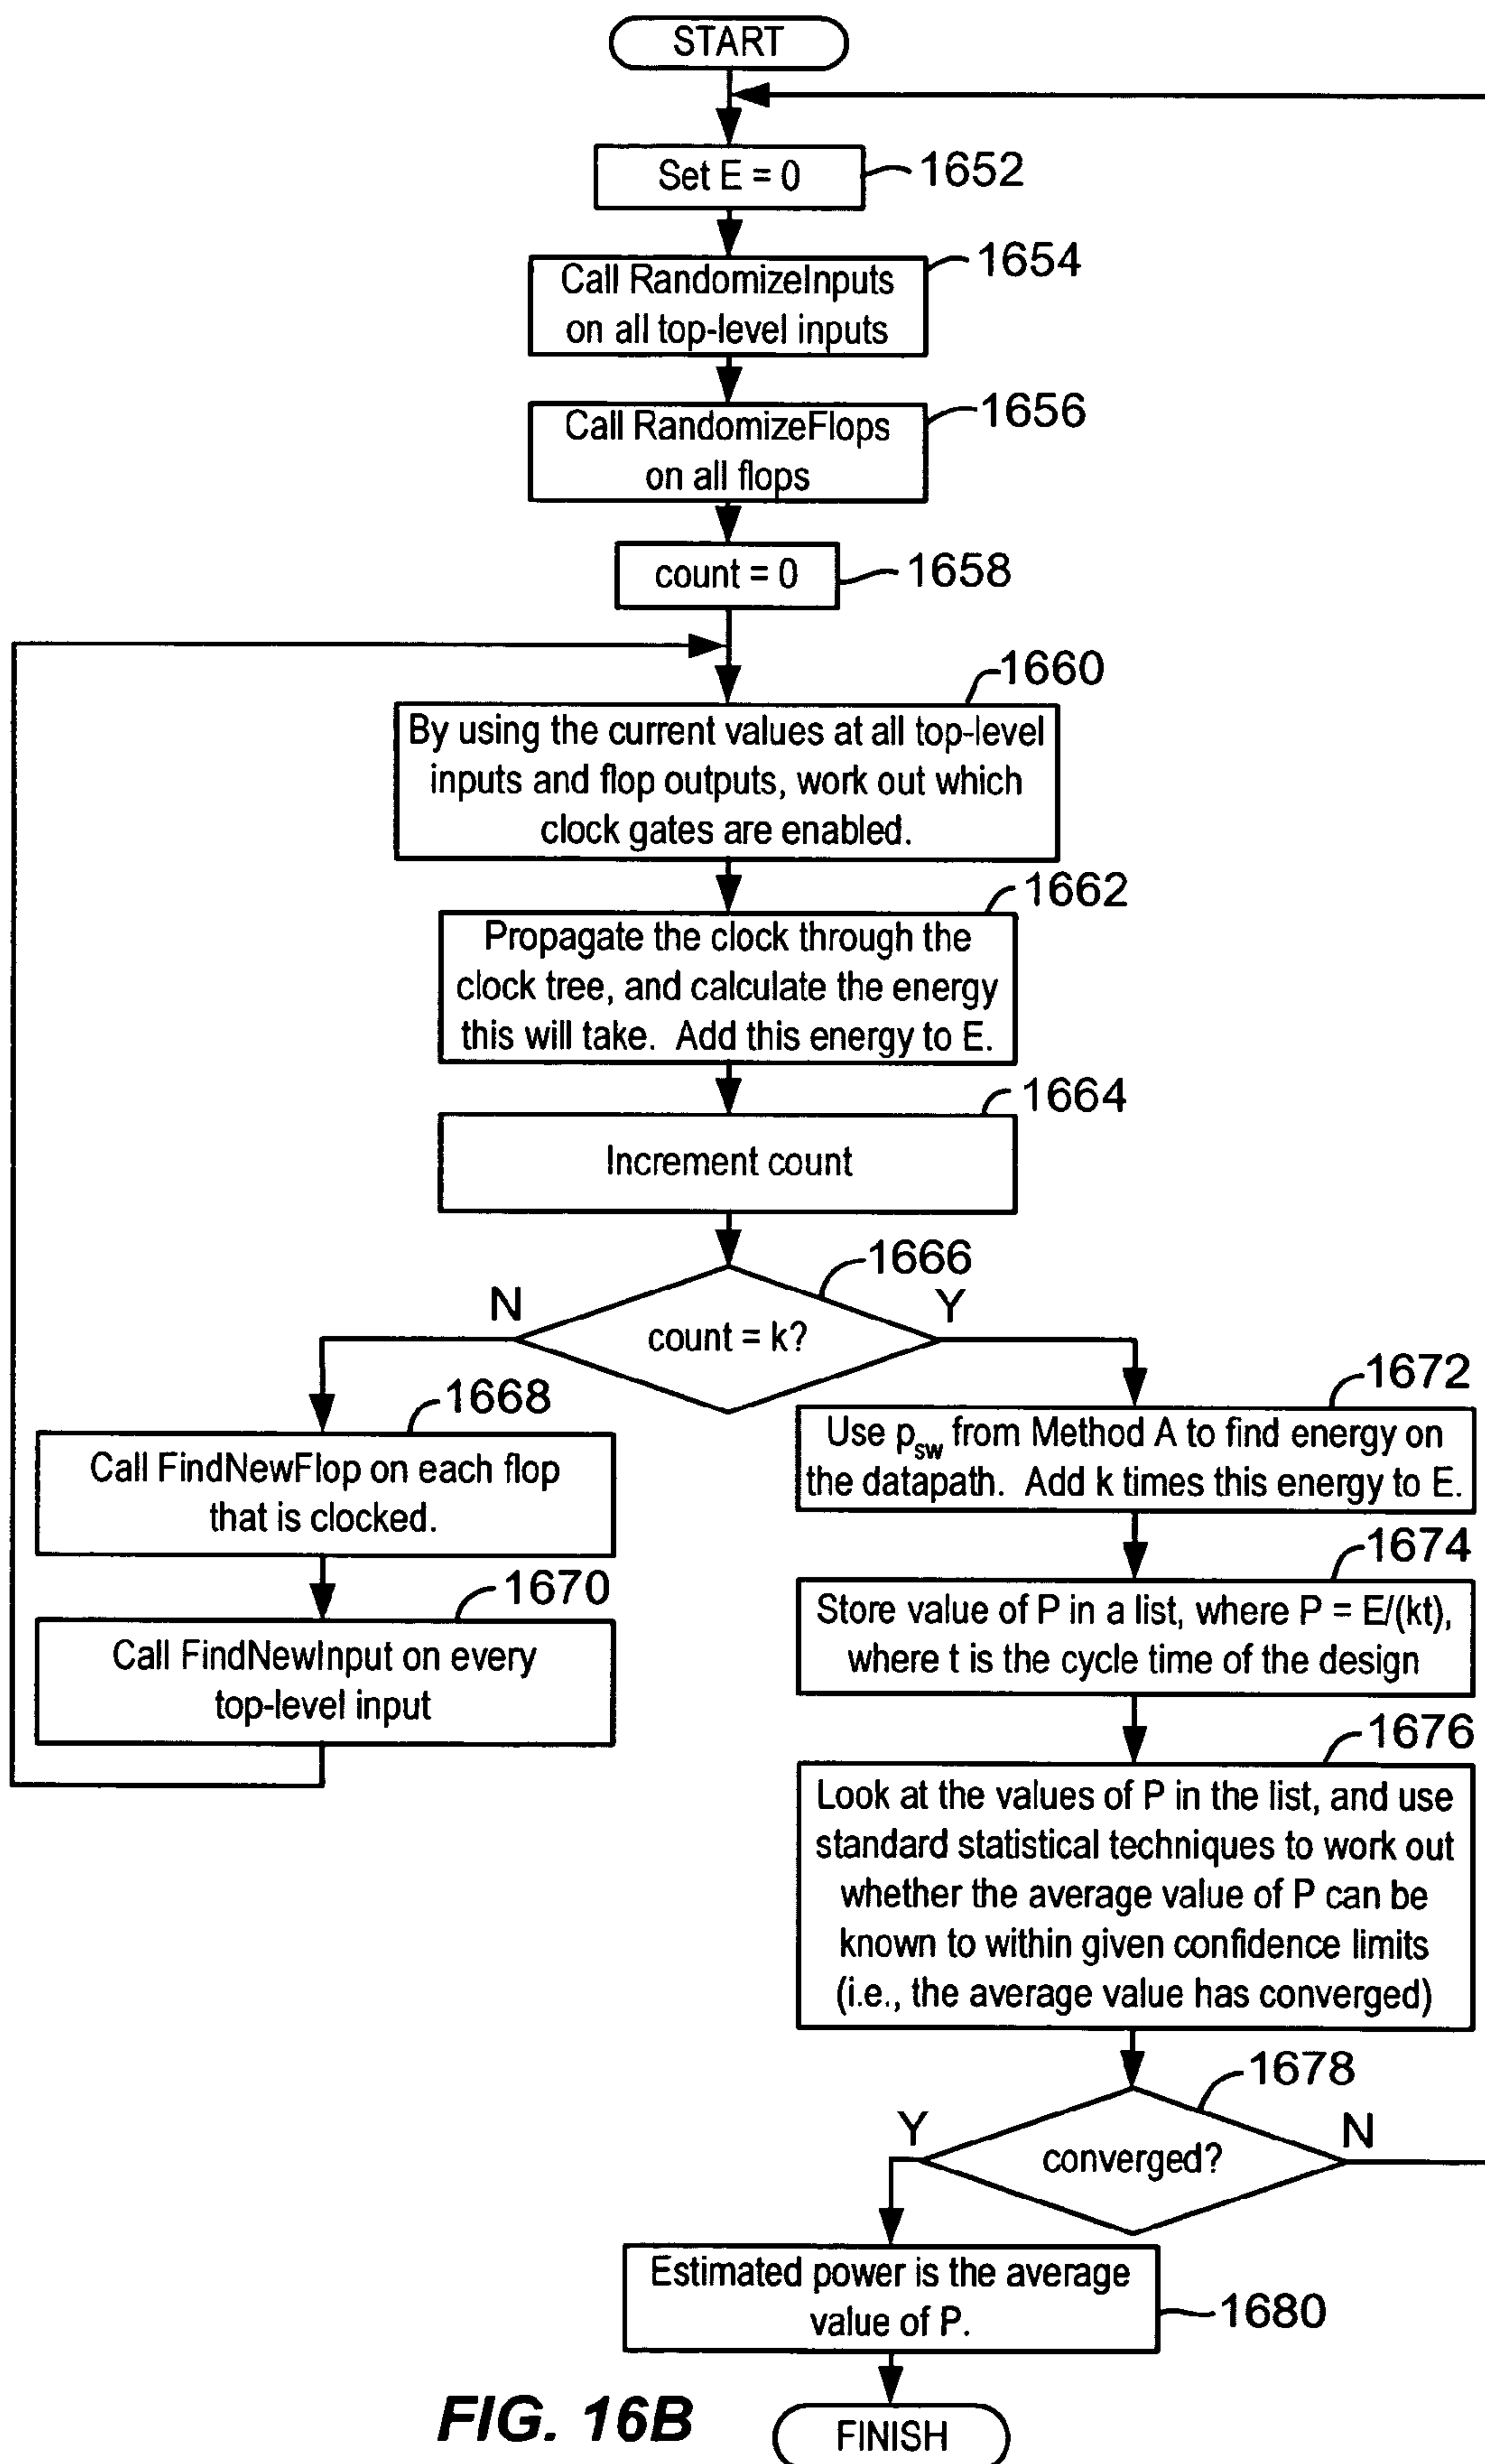 START
Set E = 0
1652
1654
Call RandomizeInputs
on all top-level inputs
1656
Call RandomizeFlops
on all flops
count = 0
1658
1660
By using the current values at all top-level
inputs and flop outputs, work out which
clock gates are enabled.
1662
Propagate the clock through the
clock tree, and calculate the energy
this will take. Add this energy to E.
1664
Increment count
1666
N
Y
count = k?
1668
Call FindNewFlop on each flop
that is clocked.
1670
Call FindNewInput on every
top-level input
1672
Use psw from Method A to find energy on
the datapath. Add k times this energy to E.
1674
Store value of P in a list, where P = E/(kt),
where t is the cycle time of the design
1676
Look at the values of P in the list, and use
standard statistical techniques to work out
whether the average value of P can be
known to within given confidence limits
(i.e., the average value has converged)
1678
Y
N
converged?
Estimated power is the average
value of P.
1680
FIG. 16B
FINISH